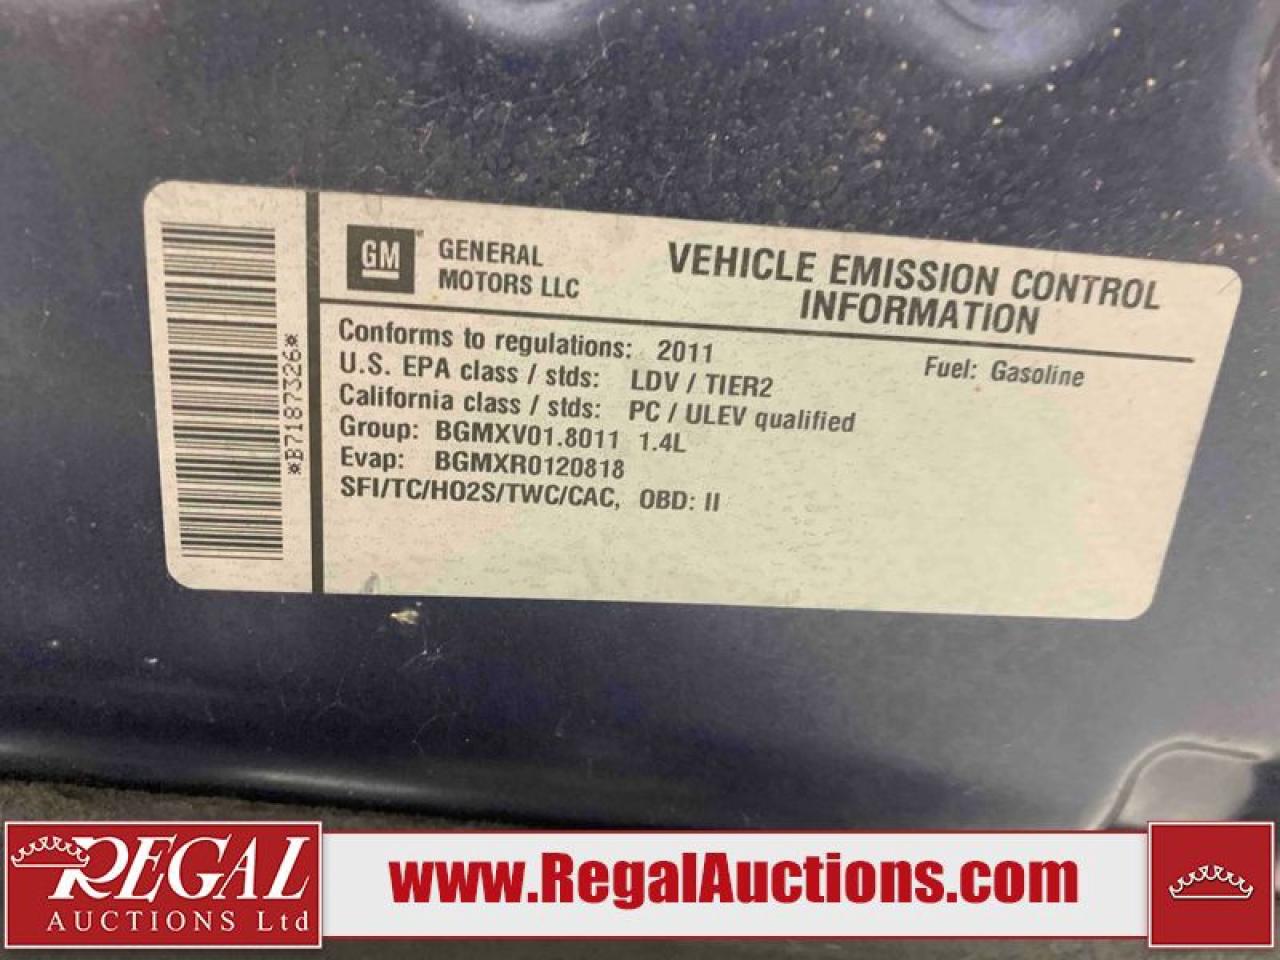 *B7187326*
GM
GENERAL
MOTORS LLC
VEHICLE EMISSION CONTROL
INFORMATION
Conforms to regulations: 2011
Fuel: Gasoline
U.S. EPA class / stds: LDV / TIER2
California class / stds: PC / ULEV qualified
Group: BGMXV01.8011 1.4L
Evap: BGMXR0120818
SFI/TC/HO2S/TWC/CAC, OBD: II
REGAL
AUCTIONS Ltd
www.RegalAuctions.com